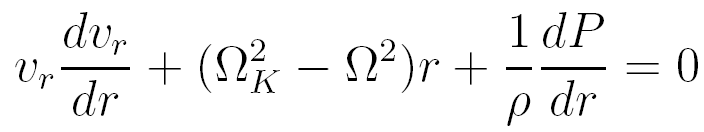 $v_r \frac{dv_r}{dr} + (\Omega_K^2 - \Omega^2)r + \frac{1}{\rho}\frac{dP}{dr} = 0$